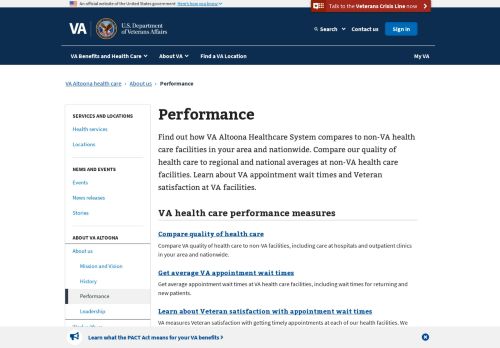 An official website of the United States government Here's how you know
Talk to the Veterans Crisis Line now
VA
U.S. Department
of Veterans Affairs
Search
Contact us
Sign in
VA Benefits and Health Care
About VA
Find a VA Location
My VA
VA Altoona health care › About us › Performance
SERVICES AND LOCATIONS
Health services
Locations
NEWS AND EVENTS
Events
News releases
Stories
ABOUT VA ALTOONA
About us
Mission and Vision
History
Performance
Leadership
Performance
Find out how VA Altoona Healthcare System compares to non-VA health
care facilities in your area and nationwide. Compare our quality of
health care to regional and national averages at non-VA health care
facilities. Learn about VA appointment wait times and Veteran
satisfaction at VA facilities.
VA health care performance measures
Compare quality of health care
Compare VA quality of health care to non-VA facilities, including care at hospitals and outpatient clinics
in your area and nationwide.
Get average VA appointment wait times
Get average appointment wait times at VA health care facilities, including wait times for returning and
new patients.
Learn about Veteran satisfaction with appointment wait times
VA measures Veteran satisfaction with getting timely appointments at each of our health facilities. We
Learn what the PACT Act means for your VA benefits